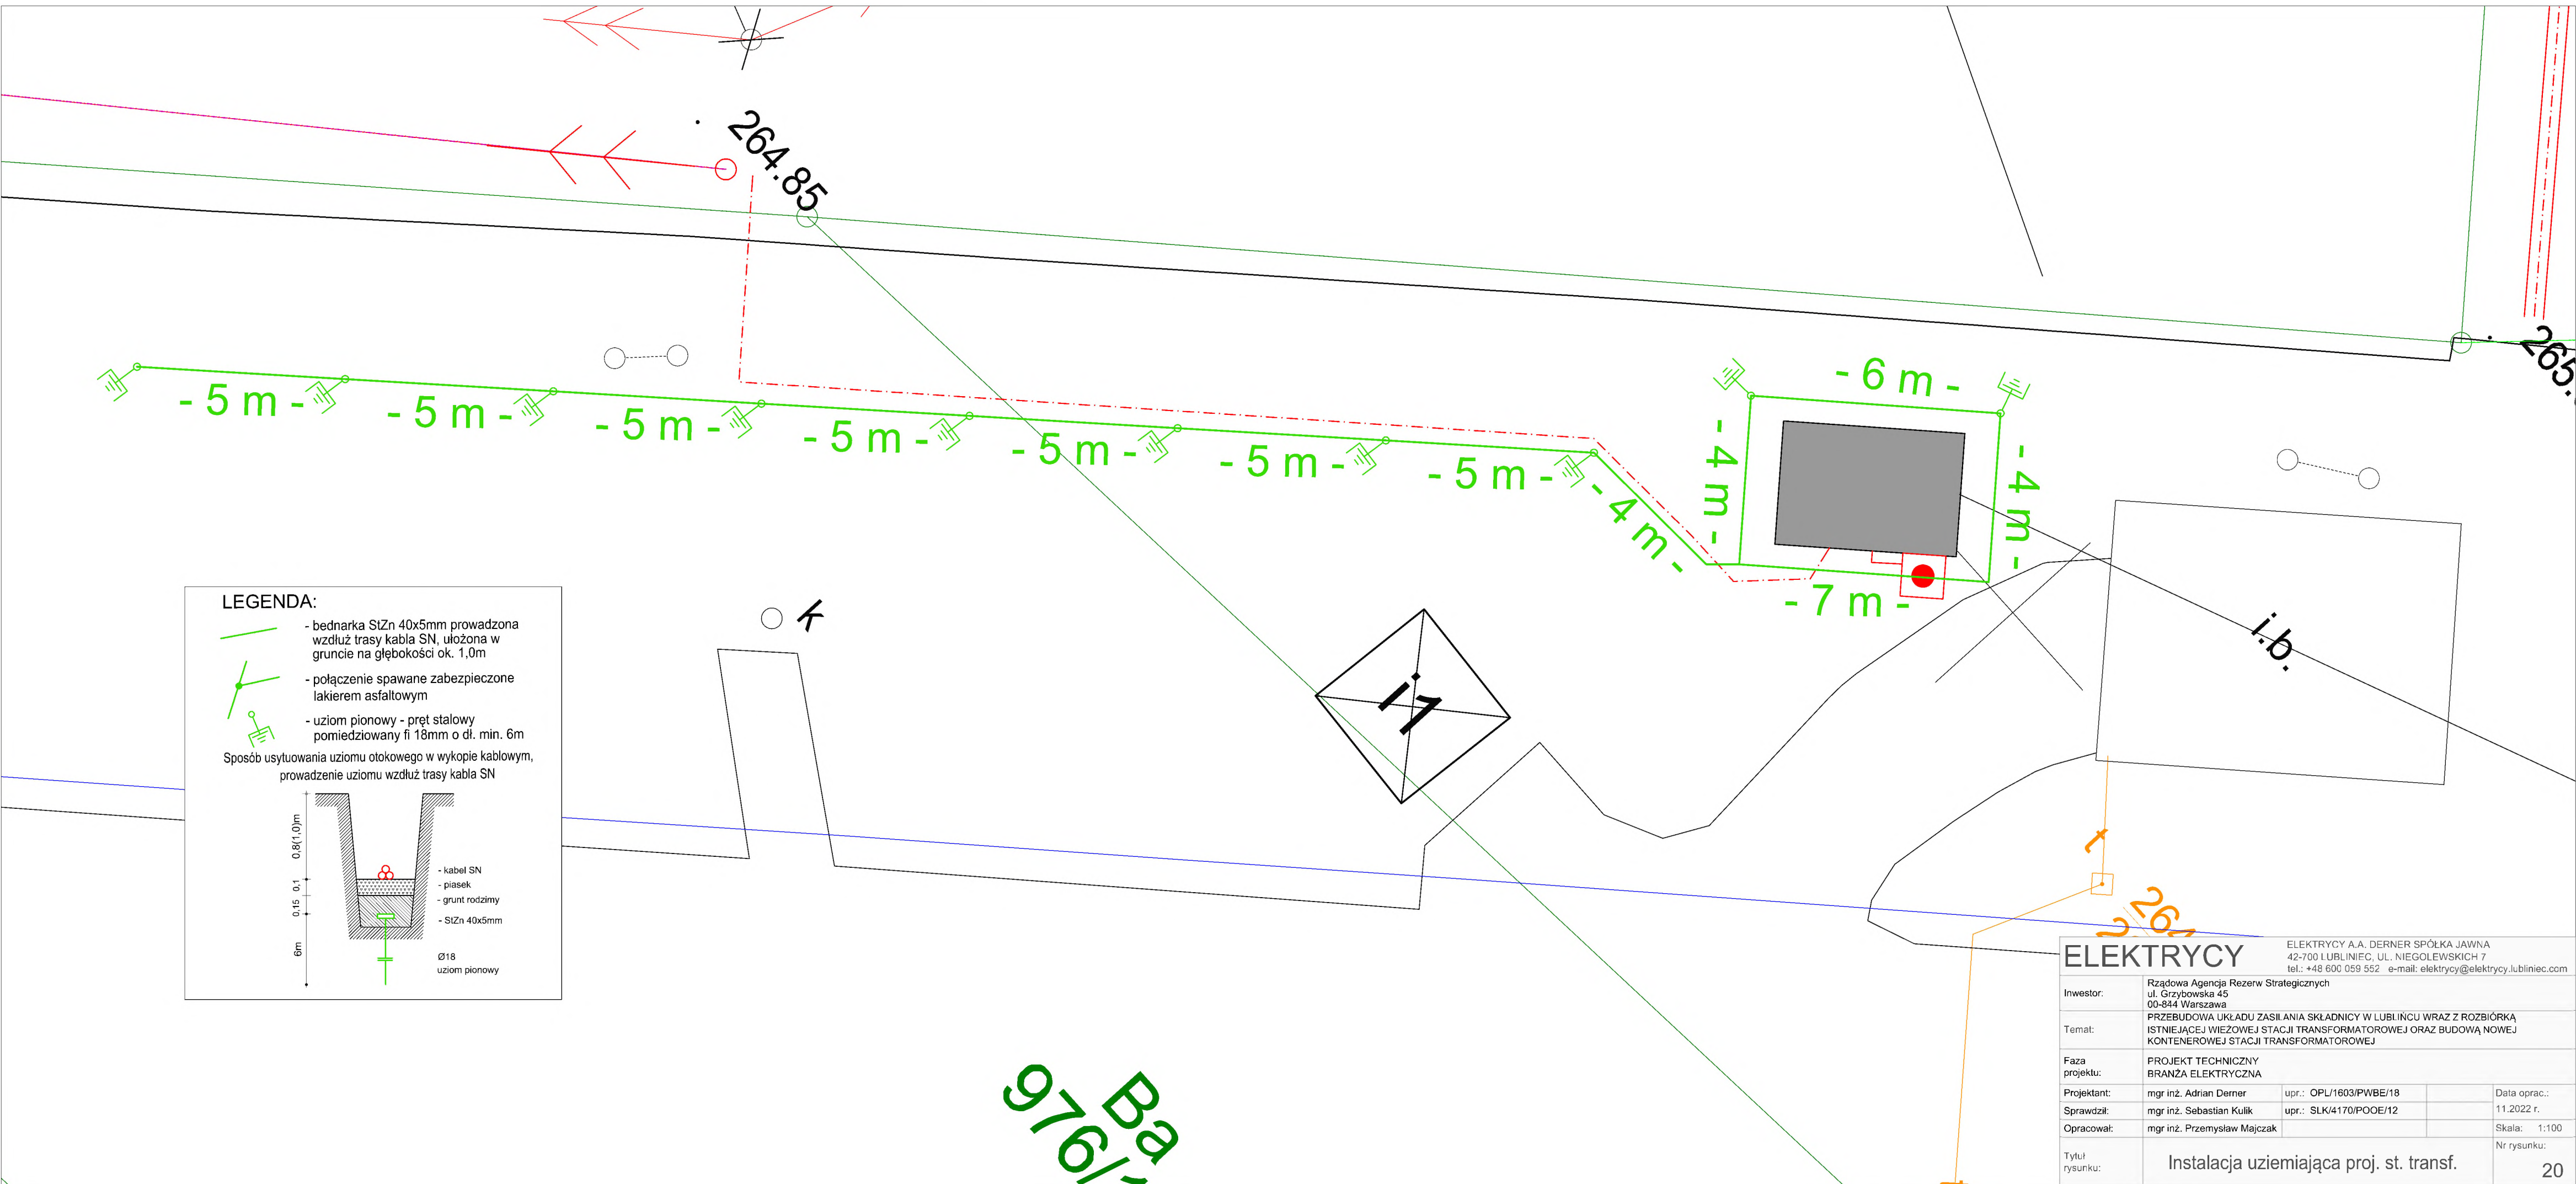 264.85
265.
- 5 m -
- 5 m -
- 5 m -
- 5 m -
- 5 m -
- 5 m -
- 5 m -
- 4 m -
- 4 m -
- 6 m -
- 4 m -
- 7 m -
k
i1
i.b.
t
Ba
976/
LEGENDA:
- bednarka StZn 40x5mm prowadzona
wzdłuż trasy kabla SN, ułożona w
gruncie na głębokości ok. 1,0m
- połączenie spawane zabezpieczone
lakierem asfaltowym
- uziom pionowy - pręt stalowy
pomiedziowany fi 18mm o dł. min. 6m
Sposób usytuowania uziomu otokowego w wykopie kablowym,
prowadzenie uziomu wzdłuż trasy kabla SN
0,8(1,0)m
0,1
0,15
6m
- kabel SN
- piasek
- grunt rodzimy
- StZn 40x5mm
Ø18
uziom pionowy
ELEKTRYCY
ELEKTRYCY A.A. DERNER SPÓŁKA JAWNA
42-700 LUBLINIEC, UL. NIEGOLEWSKICH 7
tel.: +48 600 059 552 e-mail: elektrycy@elektrycy.lubliniec.com
Inwestor:
Rządowa Agencja Rezerw Strategicznych
ul. Grzybowska 45
00-844 Warszawa
Temat:
PRZEBUDOWA UKŁADU ZASILANIA SKŁADNICY W LUBLIŃCU WRAZ Z ROZBIÓRKĄ
ISTNIEJĄCEJ WIEŻOWEJ STACJI TRANSFORMATOROWEJ ORAZ BUDOWĄ NOWEJ
KONTENEROWEJ STACJI TRANSFORMATOROWEJ
Faza
projektu:
PROJEKT TECHNICZNY
BRANŻA ELEKTRYCZNA
Projektant: mgr inż. Adrian Derner upr.: OPL/1603/PWBE/18
Data oprac.:
11.2022 r.
Sprawdził: mgr inż. Sebastian Kulik upr.: SLK/4170/POOE/12
Opracował: mgr inż. Przemysław Majczak
Skala: 1:100
Tytuł
rysunku:
Instalacja uziemiająca proj. st. transf.
Nr rysunku:
20